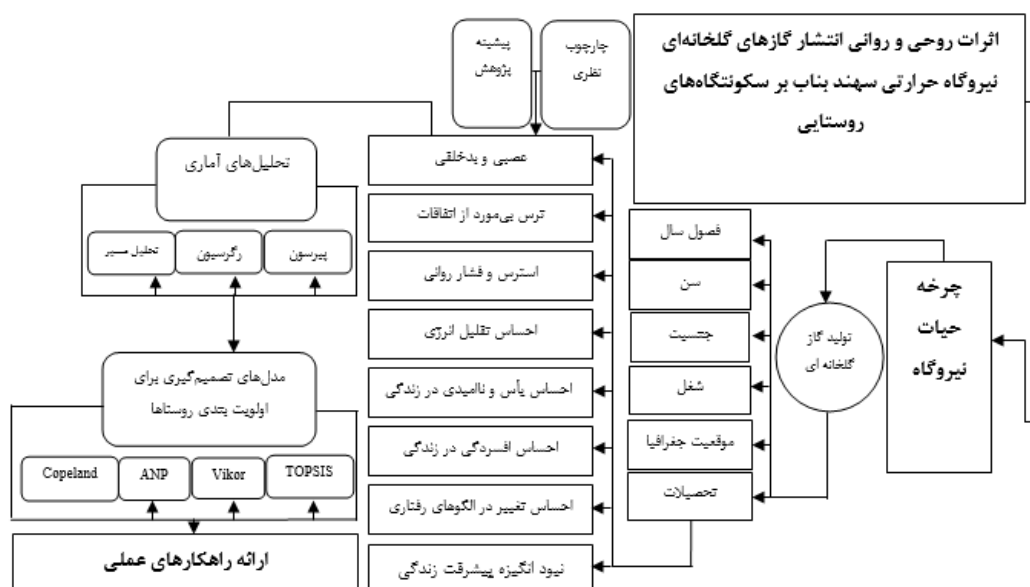 اثرات روحی و روانی انتشار گازهای گلخانه‌ای
نیروگاه حرارتی سهند بناب بر سکونتگاه‌های
روستایی
چرخه
حیات
نیروگاه
تولید گاز
گلخانه ای
فصول سال
سن
جنسیت
شغل
موقعیت جغرافیا
تحصیلات
چارچوب
نظری
پیشینه
پژوهش
عصبی و بدخلقی
ترس بی‌مورد از اتفاقات
استرس و فشار روانی
احساس تقلیل انرژی
احساس یأس و ناامیدی در زندگی
احساس افسردگی در زندگی
احساس تغییر در الگوهای رفتاری
نبود انگیزه پیشرفت زندگی
تحلیل‌های آماری
پیرسون
رگرسیون
تحلیل مسیر
مدل‌های تصمیم‌گیری برای
اولویت بندی روستاها
TOPSIS
Vikor
ANP
Copeland
ارائه راهکارهای عملی